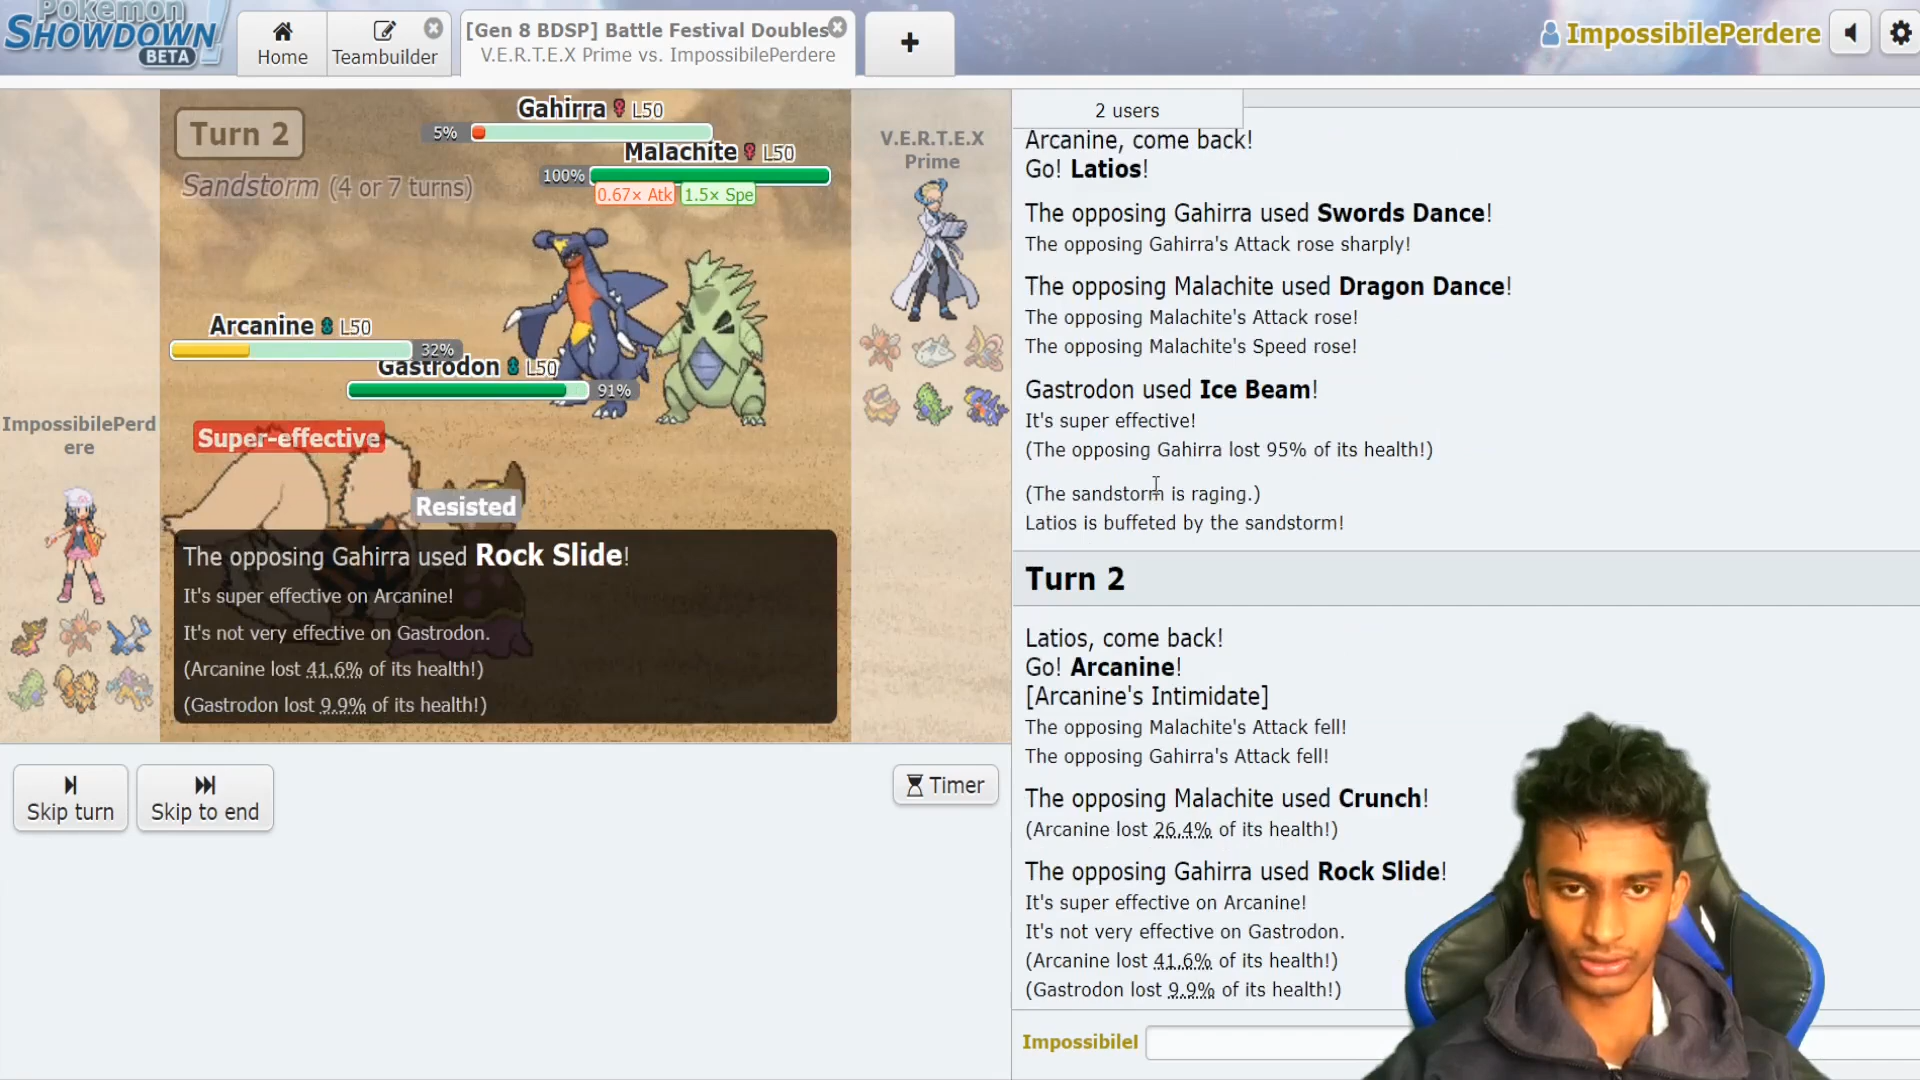 Pokémon
SHOWDOWN
BETA
Home
Teambuilder
[Gen 8 BDSP] Battle Festival Doubles
V.E.R.T.E.X Prime vs. ImpossibilePerdere
+
ImpossibilePerdere
Turn 2
Sandstorm (4 or 7 turns)
Gahirra L50
5%
Malachite L50
100%
0.67× Atk 1.5× Spe
Arcanine L50
32%
Gastrodon L50
91%
Super-effective
Resisted
The opposing Gahirra used Rock Slide!
It's super effective on Arcanine!
It's not very effective on Gastrodon.
(Arcanine lost 41.6% of its health!)
(Gastrodon lost 9.9% of its health!)
ImpossibilePerd
ere
V.E.R.T.E.X
Prime
Skip turn
Skip to end
Timer
2 users
Arcanine, come back!
Go! Latios!
The opposing Gahirra used Swords Dance!
The opposing Gahirra's Attack rose sharply!
The opposing Malachite used Dragon Dance!
The opposing Malachite's Attack rose!
The opposing Malachite's Speed rose!
Gastrodon used Ice Beam!
It's super effective!
(The opposing Gahirra lost 95% of its health!)
(The sandstorm is raging.)
Latios is buffeted by the sandstorm!
Turn 2
Latios, come back!
Go! Arcanine!
[Arcanine's Intimidate]
The opposing Malachite's Attack fell!
The opposing Gahirra's Attack fell!
The opposing Malachite used Crunch!
(Arcanine lost 26.4% of its health!)
The opposing Gahirra used Rock Slide!
It's super effective on Arcanine!
It's not very effective on Gastrodon.
(Arcanine lost 41.6% of its health!)
(Gastrodon lost 9.9% of its health!)
Impossibilel